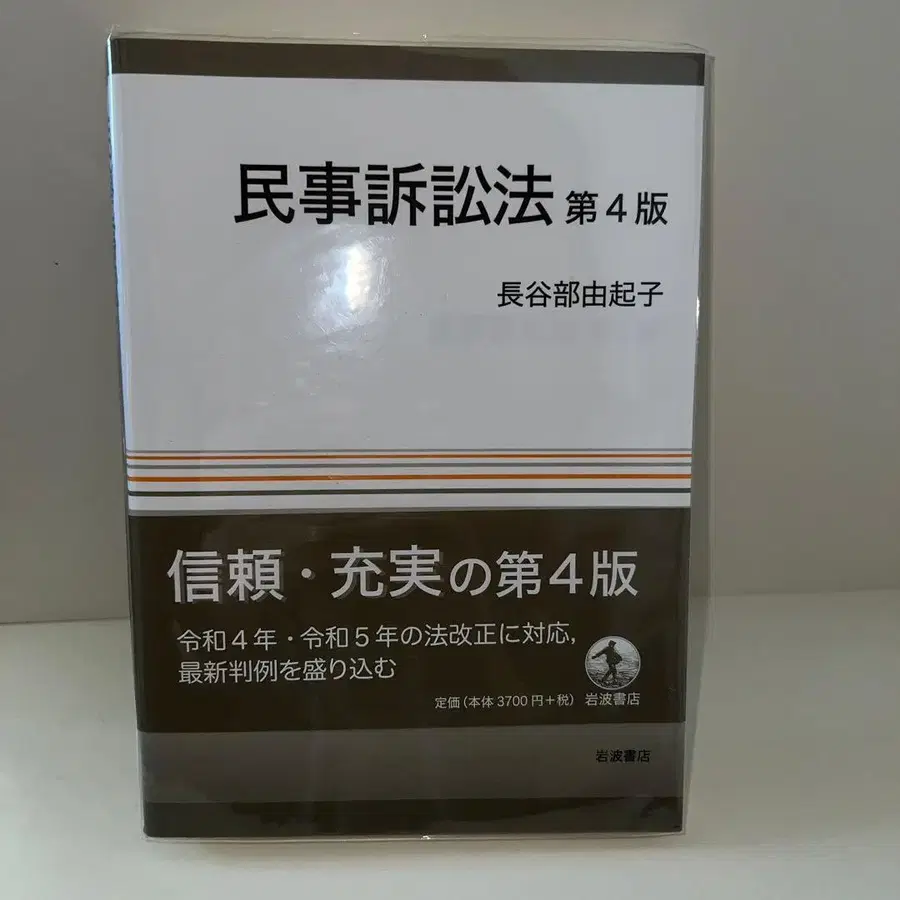 民事訴訟法 第4版
長谷部由起子
信頼・充実の第4版
令和4年・令和5年の法改正に対応,
最新判例を盛り込む
定価(本体3700円+税) 岩波書店
岩波書店